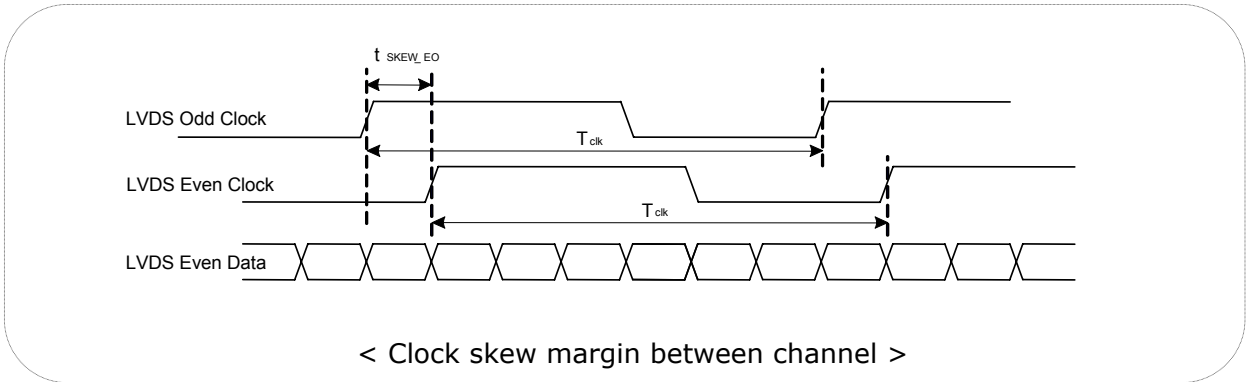 t SKEW_EO
LVDS Odd Clock
T clk
LVDS Even Clock
T clk
LVDS Even Data
< Clock skew margin between channel >